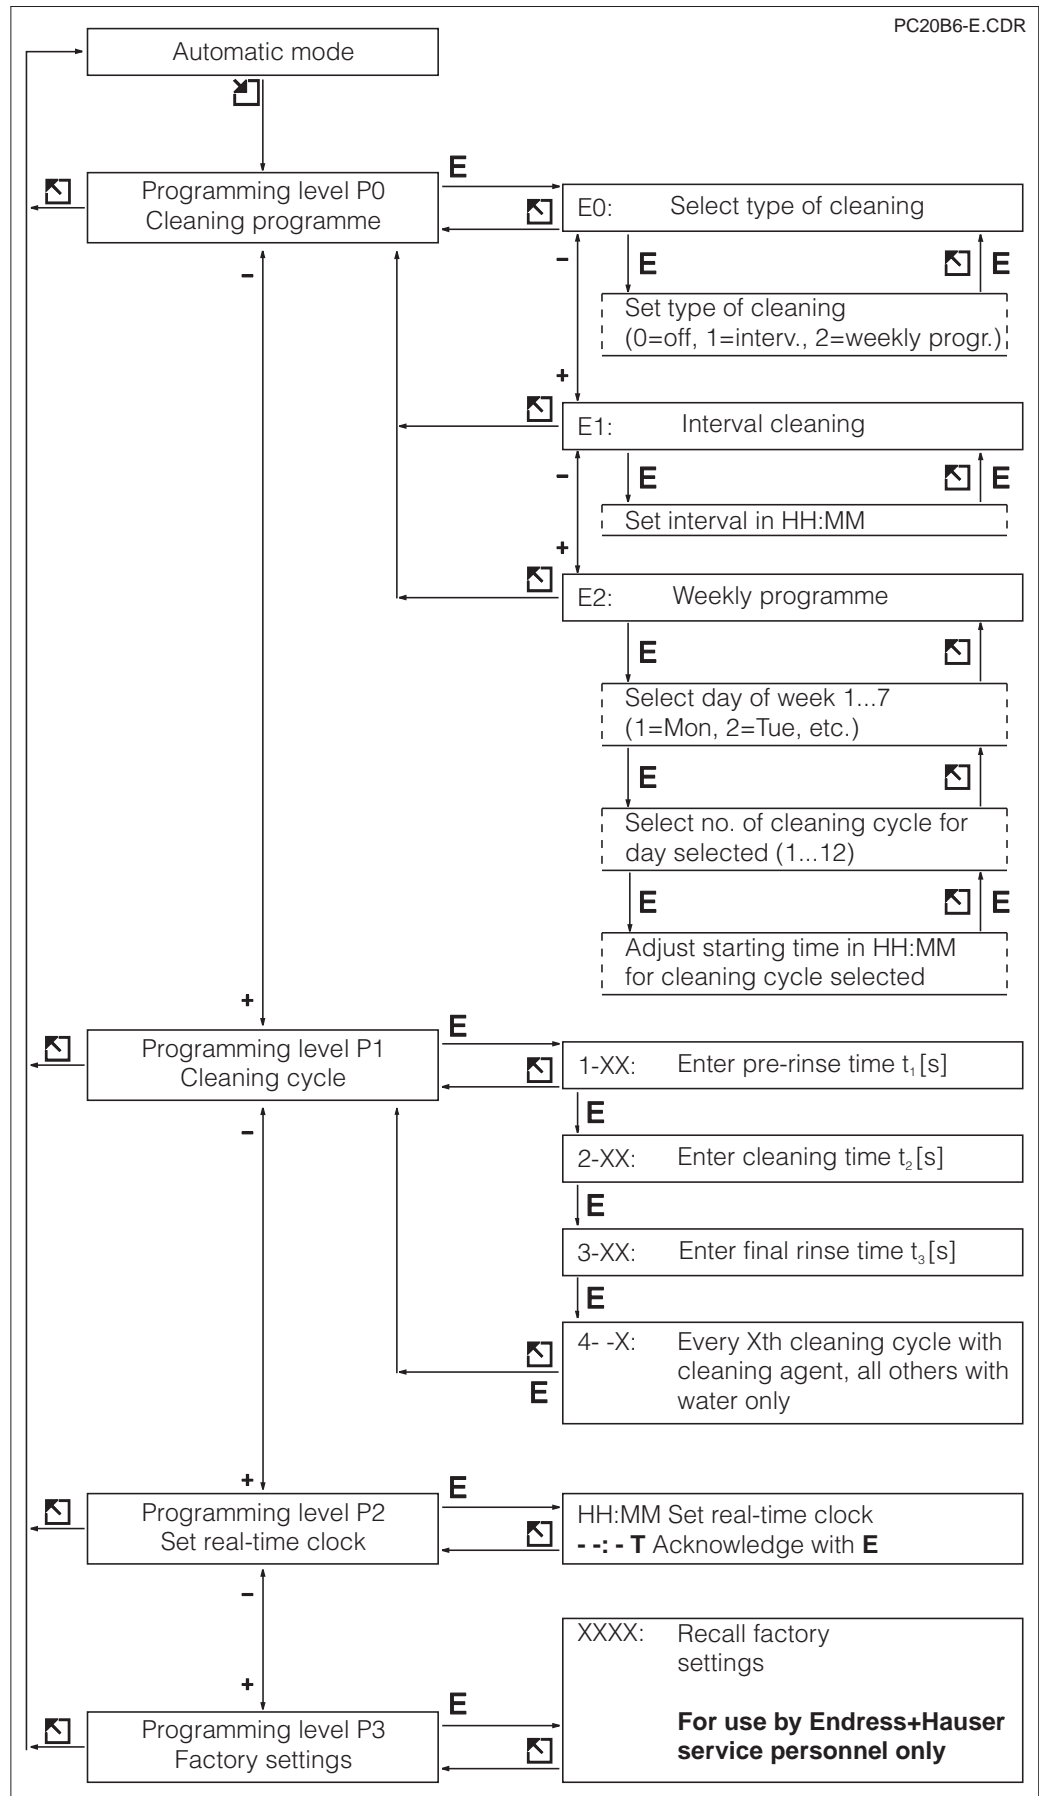 PC20B6-E.CDR
Automatic mode
Programming level P0
Cleaning programme
E
E0: Select type of cleaning
–
E
E
Set type of cleaning
(0=off, 1=interv., 2=weekly progr.)
–
+
E1: Interval cleaning
–
E
E
Set interval in HH:MM
+
E2: Weekly programme
E
Select day of week 1...7
(1=Mon, 2=Tue, etc.)
E
Select no. of cleaning cycle for
day selected (1...12)
E
E
Adjust starting time in HH:MM
for cleaning cycle selected
+
Programming level P1
Cleaning cycle
E
1-XX: Enter pre-rinse time t₁[s]
E
–
2-XX: Enter cleaning time t₂[s]
E
3-XX: Enter final rinse time t₃[s]
E
4- -X: Every Xth cleaning cycle with
cleaning agent, all others with
water only
E
+
Programming level P2
Set real-time clock
E
HH:MM Set real-time clock
- -: - T Acknowledge with E
–
+
Programming level P3
Factory settings
E
XXXX: Recall factory
settings
For use by Endress+Hauser
service personnel only